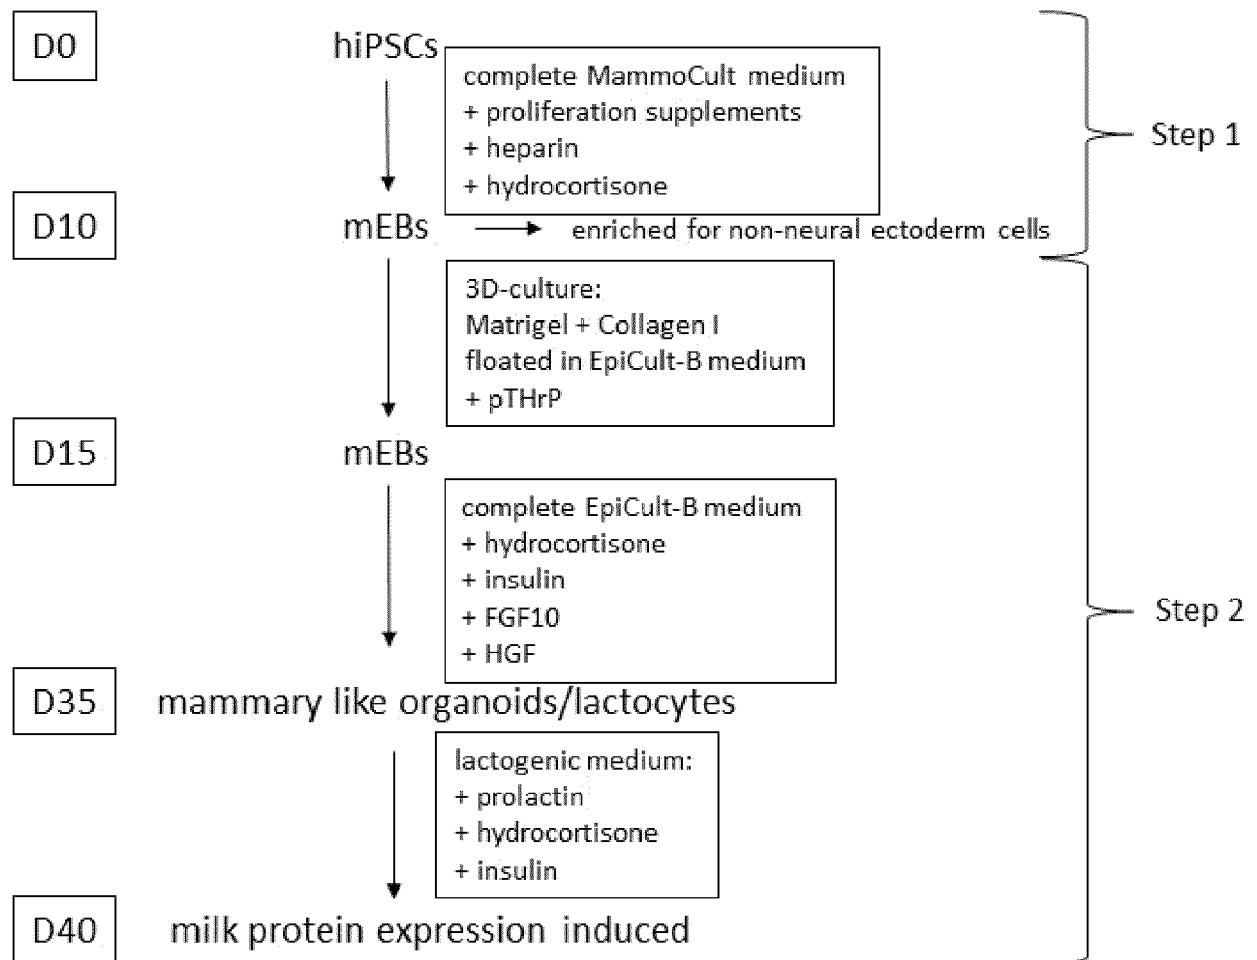 D0
hiPSCs
complete MammoCult medium
+ proliferation supplements
+ heparin
+ hydrocortisone
Step 1
D10
mEBs
enriched for non-neural ectoderm cells
3D-culture:
Matrigel + Collagen I
floated in EpiCult-B medium
+ pTHrP
D15
mEBs
complete EpiCult-B medium
+ hydrocortisone
+ insulin
+ FGF10
+ HGF
Step 2
D35
mammary like organoids/lactocytes
lactogenic medium:
+ prolactin
+ hydrocortisone
+ insulin
D40
milk protein expression induced